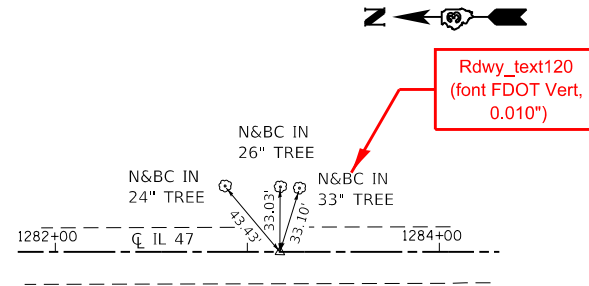 N
3
Rdwy_text120
(font FDOT Vert,
0.010")
N&BC IN
26" TREE
N&BC IN
24" TREE
N&BC IN
33" TREE
43.43'
33.03'
33.10'
1282+00
℄ IL 47
1284+00